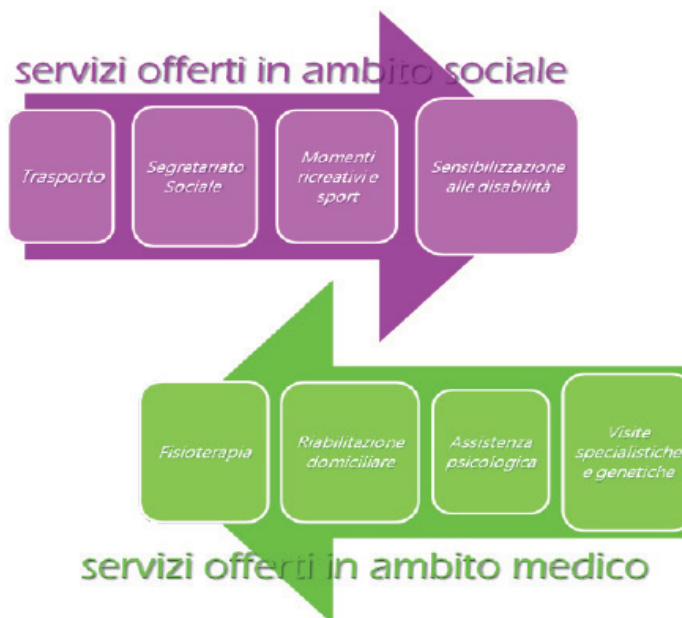 servizi offerti in ambito sociale
Trasporto
Segretariato
Sociale
Momenti
ricreativi e
sport
Sensibilizzazione
alle disabilità
Fisioterapia
Riabilitazione
domiciliare
Assistenza
psicologica
Visite
specialistiche
e genetiche
servizi offerti in ambito medico